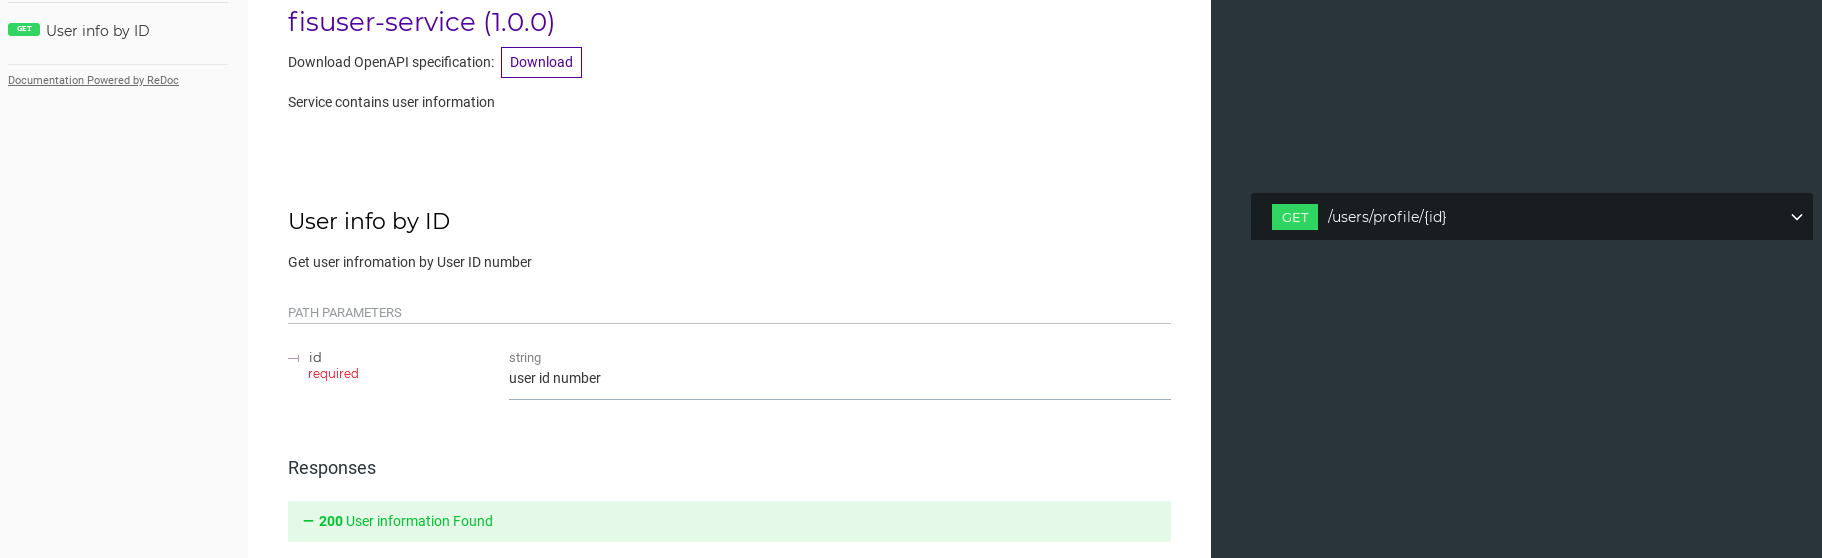 GET User info by ID
Documentation Powered by ReDoc
fisuser-service (1.0.0)
Download OpenAPI specification: Download
Service contains user information
User info by ID
Get user infromation by User ID number
PATH PARAMETERS
id
required
string
user id number
Responses
200 User information Found
GET /users/profile/{id}